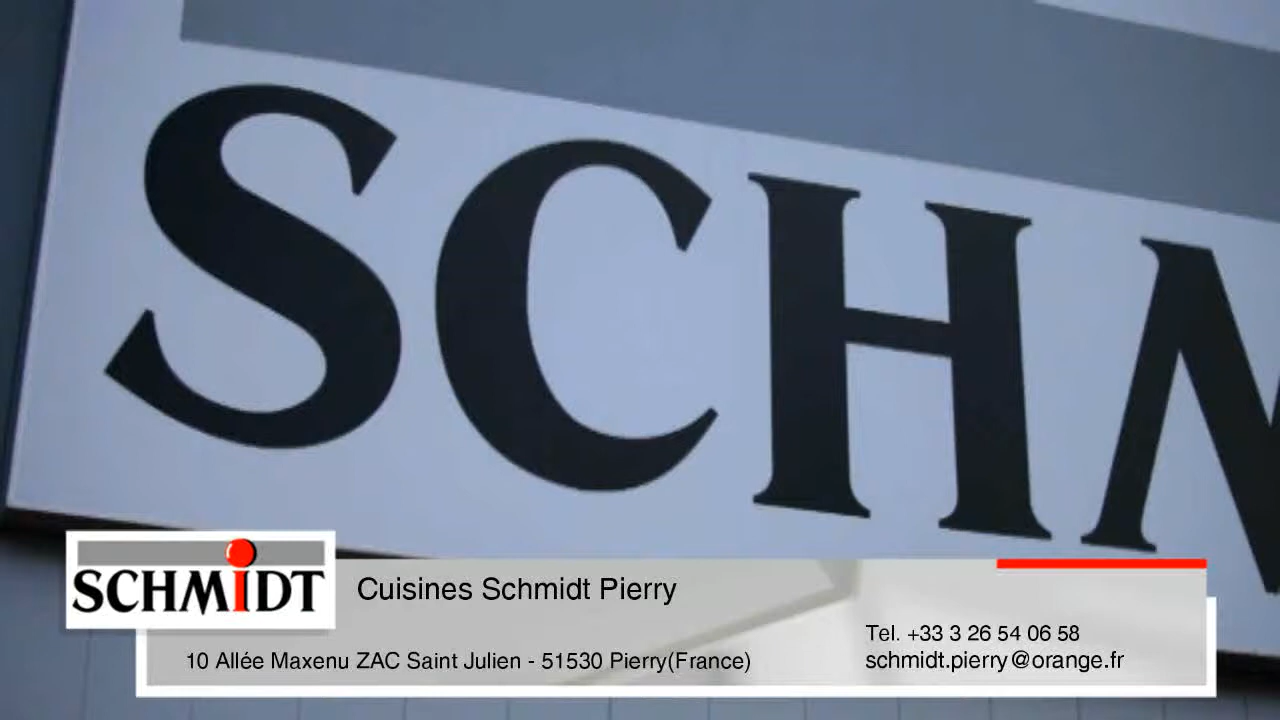 SCHM
SCHMiDT
Cuisines Schmidt Pierry
10 Allée Maxenu ZAC Saint Julien - 51530 Pierry(France)
Tel. +33 3 26 54 06 58
schmidt.pierry@orange.fr